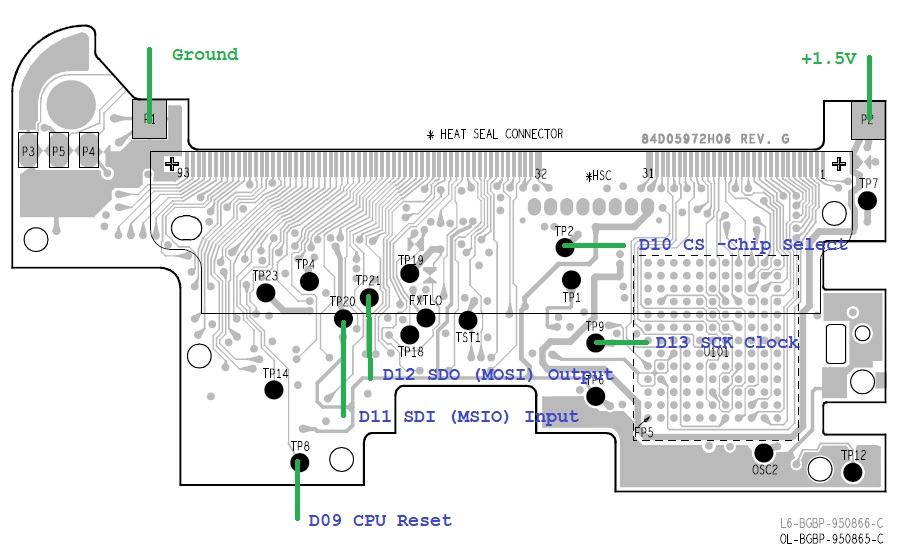 Ground
+1.5V
P1
P2
* HEAT SEAL CONNECTOR
84D05972H06 REV. G
P3
P5
P4
93
32
*HSC
31
1
TP7
TP2
D10 CS -Chip Select
TP4
TP19
TP23
TP21
TP20
FXTLO
TP1
TST1
TP9
D13 SCK Clock
U101
TP18
TP14
D12 SDO (MOSI) Output
TP6
D11 SDI (MSIO) Input
TP5
TP8
TP12
OSC2
D09 CPU Reset
L6-BGBP-950866-C
OL-BGBP-950865-C